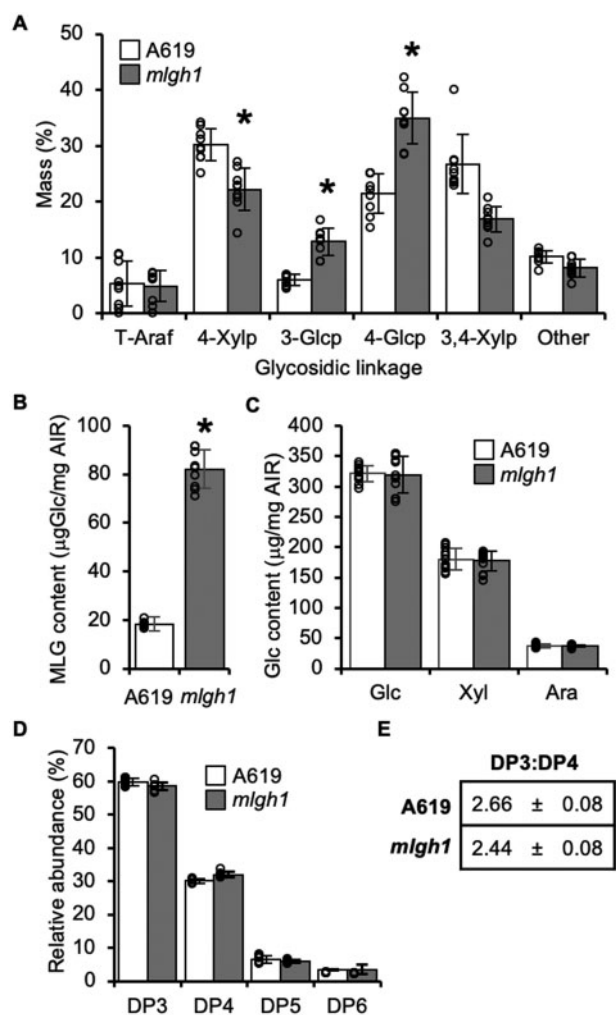 A
A619
mlgh1
Mass (%)
50
40
30
20
10
0
*
*
*
T-Araf 4-Xylp 3-Glcp 4-Glcp 3,4-Xylp Other
Glycosidic linkage
B
MLG content (µgGlc/mg AIR)
100
80
60
40
20
0
*
A619 mlgh1
C
A619
mlgh1
Glc content (µg/mg AIR)
400
350
300
250
200
150
100
50
0
Glc Xyl Ara
D
A619
mlgh1
Relative abundance (%)
70
60
50
40
30
20
10
0
DP3 DP4 DP5 DP6
E
DP3:DP4
A619 2.66 ± 0.08
mlgh1 2.44 ± 0.08